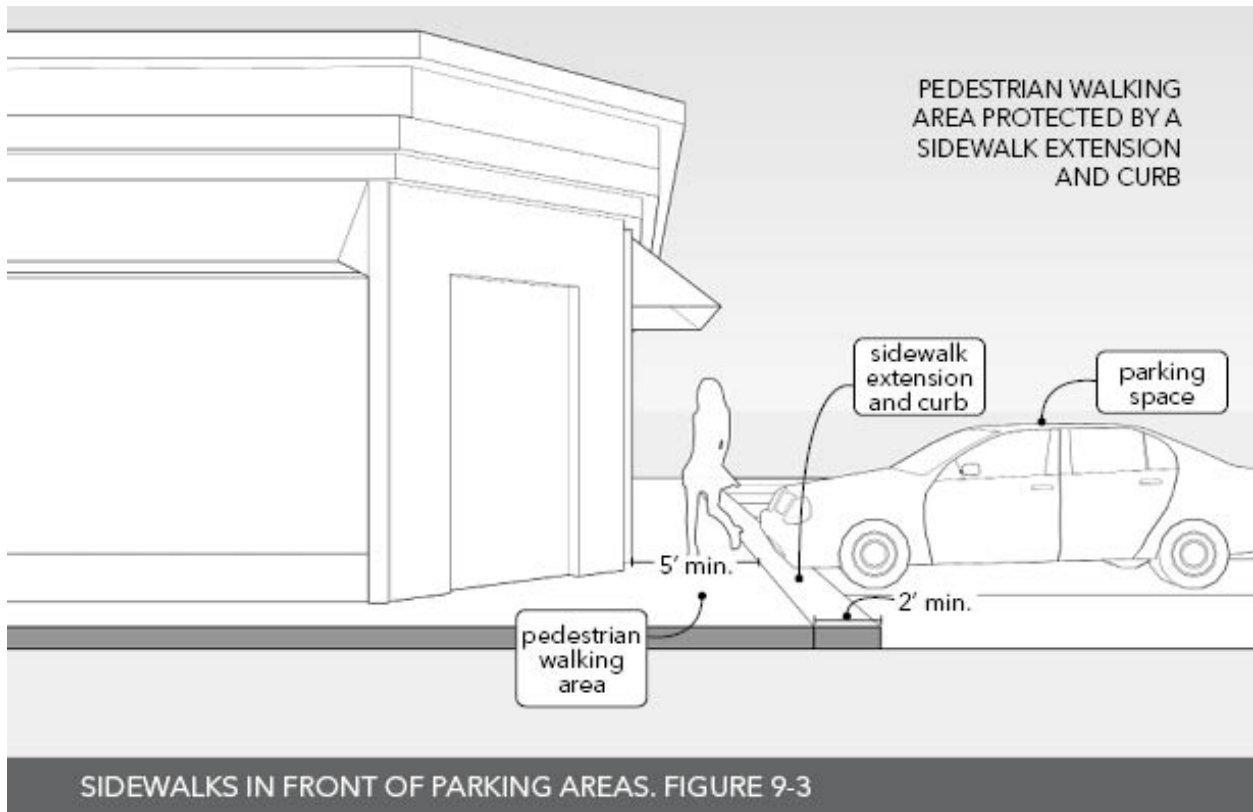 PEDESTRIAN WALKING
AREA PROTECTED BY A
SIDEWALK EXTENSION
AND CURB
sidewalk
extension
and curb
parking
space
5’ min.
2’ min.
pedestrian
walking
area
SIDEWALKS IN FRONT OF PARKING AREAS. FIGURE 9-3